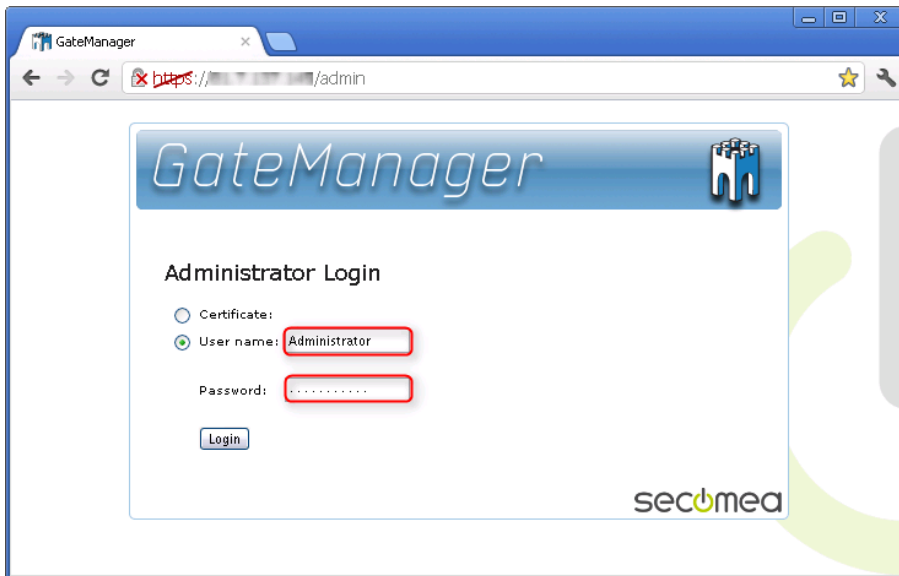 GateManager
https:// /admin
GateManager
Administrator Login
Certificate:
User name: Administrator
Password: ...........
Login
secomea